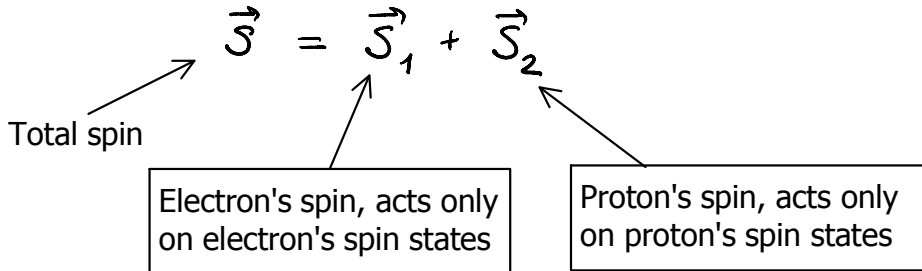 S⃗ = S⃗₁ + S⃗₂
Total spin
Electron's spin, acts only
on electron's spin states
Proton's spin, acts only
on proton's spin states